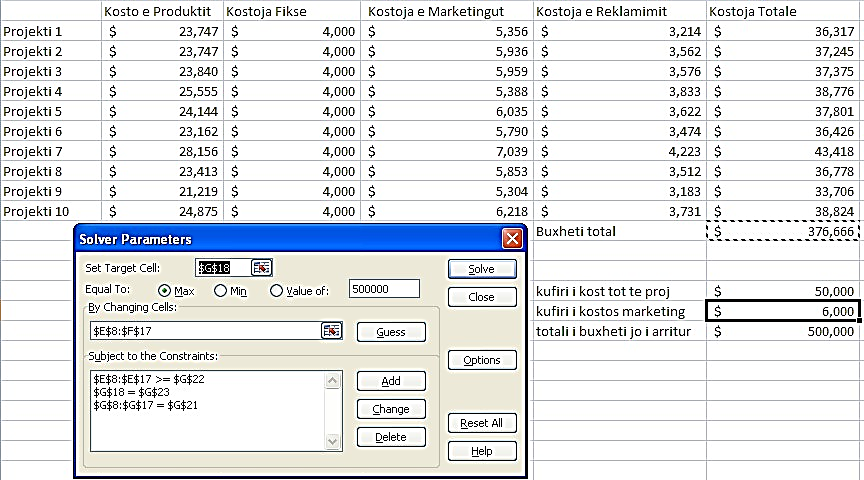 Kosto e Produktit Kostoja Fikse Kostoja e Marketingut Kostoja e Reklamimit Kostoja Totale
Projekti 1 $ 23,747 $ 4,000 $ 5,356 $ 3,214 $ 36,317
Projekti 2 $ 23,747 $ 4,000 $ 5,936 $ 3,562 $ 37,245
Projekti 3 $ 23,840 $ 4,000 $ 5,959 $ 3,576 $ 37,375
Projekti 4 $ 25,555 $ 4,000 $ 5,388 $ 3,833 $ 38,776
Projekti 5 $ 24,144 $ 4,000 $ 6,035 $ 3,622 $ 37,801
Projekti 6 $ 23,162 $ 4,000 $ 5,790 $ 3,474 $ 36,426
Projekti 7 $ 28,156 $ 4,000 $ 7,039 $ 4,223 $ 43,418
Projekti 8 $ 23,413 $ 4,000 $ 5,853 $ 3,512 $ 36,778
Projekti 9 $ 21,219 $ 4,000 $ 5,304 $ 3,183 $ 33,706
Projekti 10 $ 24,875 $ 4,000 $ 6,218 $ 3,731 $ 38,824
Buxheti total $ 376,666
kufiri i kost tot te proj $ 50,000
kufiri i kostos marketing $ 6,000
totali i buxheti jo i arritur $ 500,000
Solver Parameters
Set Target Cell: $G$18 Solve
Equal To: Max Min Value of: 500000 Close
By Changing Cells:
$E$8:$F$17 Guess
Subject to the Constraints: Options
$E$8:$E$17 >= $G$22 Add
$G$18 = $G$23
$G$8:$G$17 = $G$21
Change
Reset All
Delete
Help